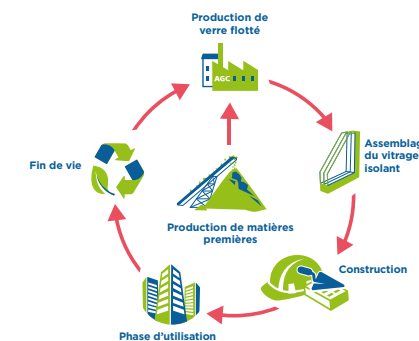 Production de
verre flotté
AGC
Assemblag
du vitrage
isolant
Fin de vie
Production de matières
premières
Construction
Phase d'utilisation